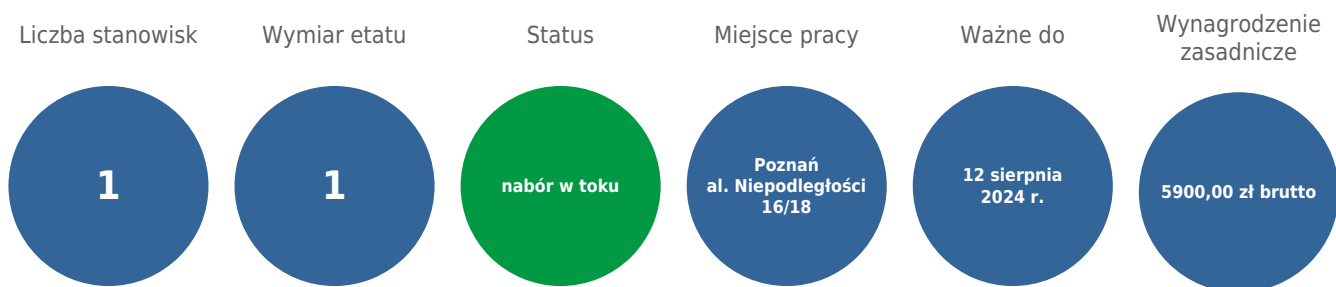 Liczba stanowisk
Wymiar etatu
Status
Miejsce pracy
Ważne do
Wynagrodzenie
zasadnicze
1
1
nabór w toku
Poznań
al. Niepodległości
16/18
12 sierpnia
2024 r.
5900,00 zł brutto